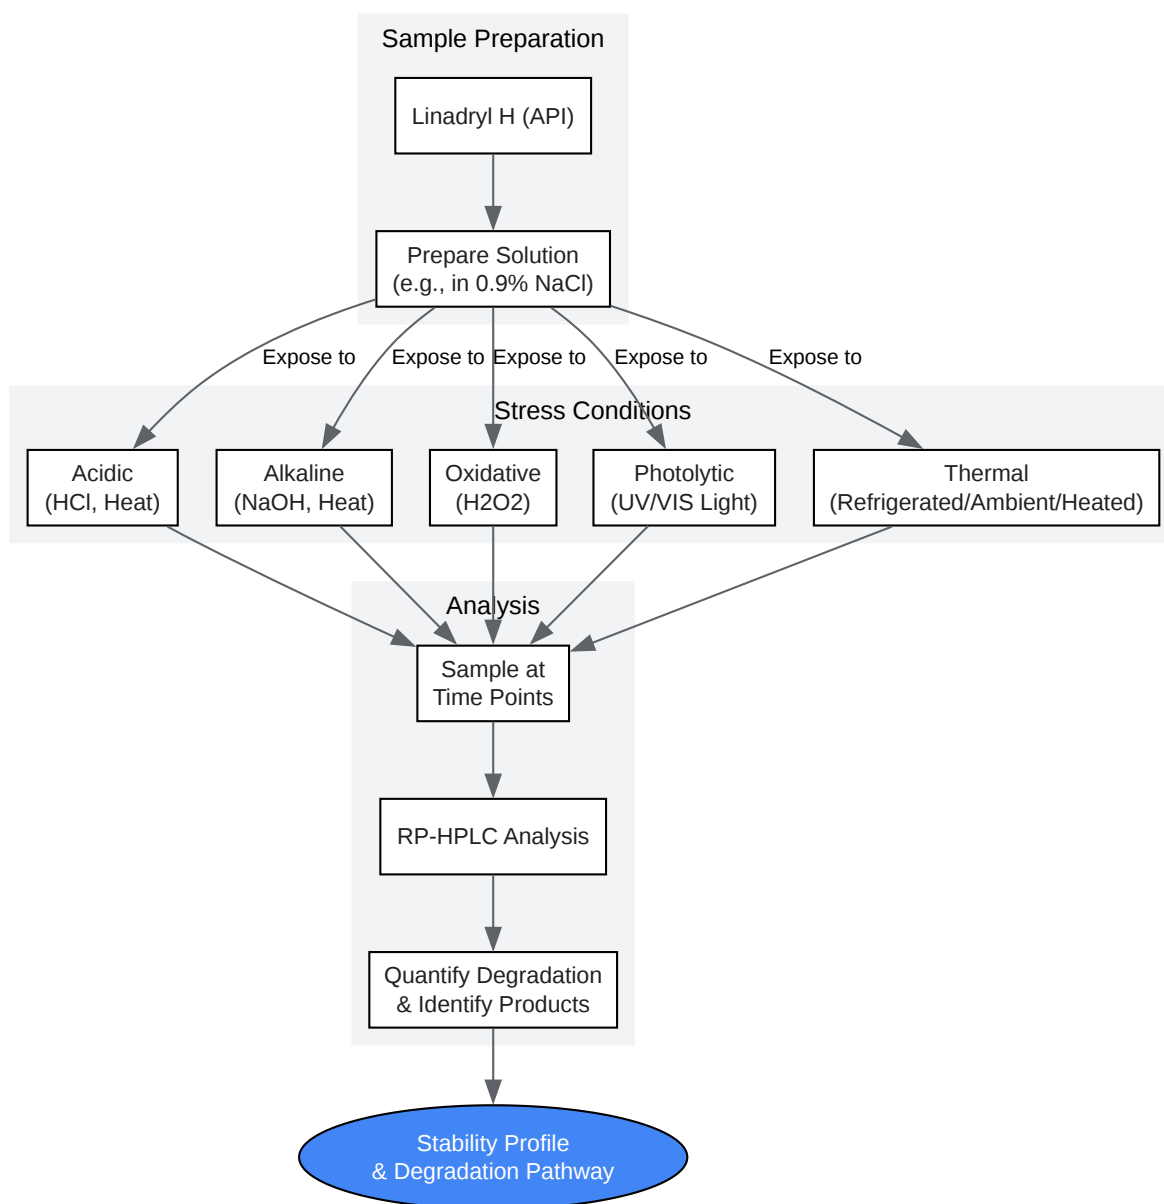 Sample Preparation
Linadryl H (API)
Prepare Solution
(e.g., in 0.9% NaCl)
Expose to
Expose to
Expose to
Expose to
Expose to
Stress Conditions
Acidic
(HCl, Heat)
Alkaline
(NaOH, Heat)
Oxidative
(H2O2)
Photolytic
(UV/VIS Light)
Thermal
(Refrigerated/Ambient/Heated)
Analysis
Sample at
Time Points
RP-HPLC Analysis
Quantify Degradation
& Identify Products
Stability Profile
& Degradation Pathway